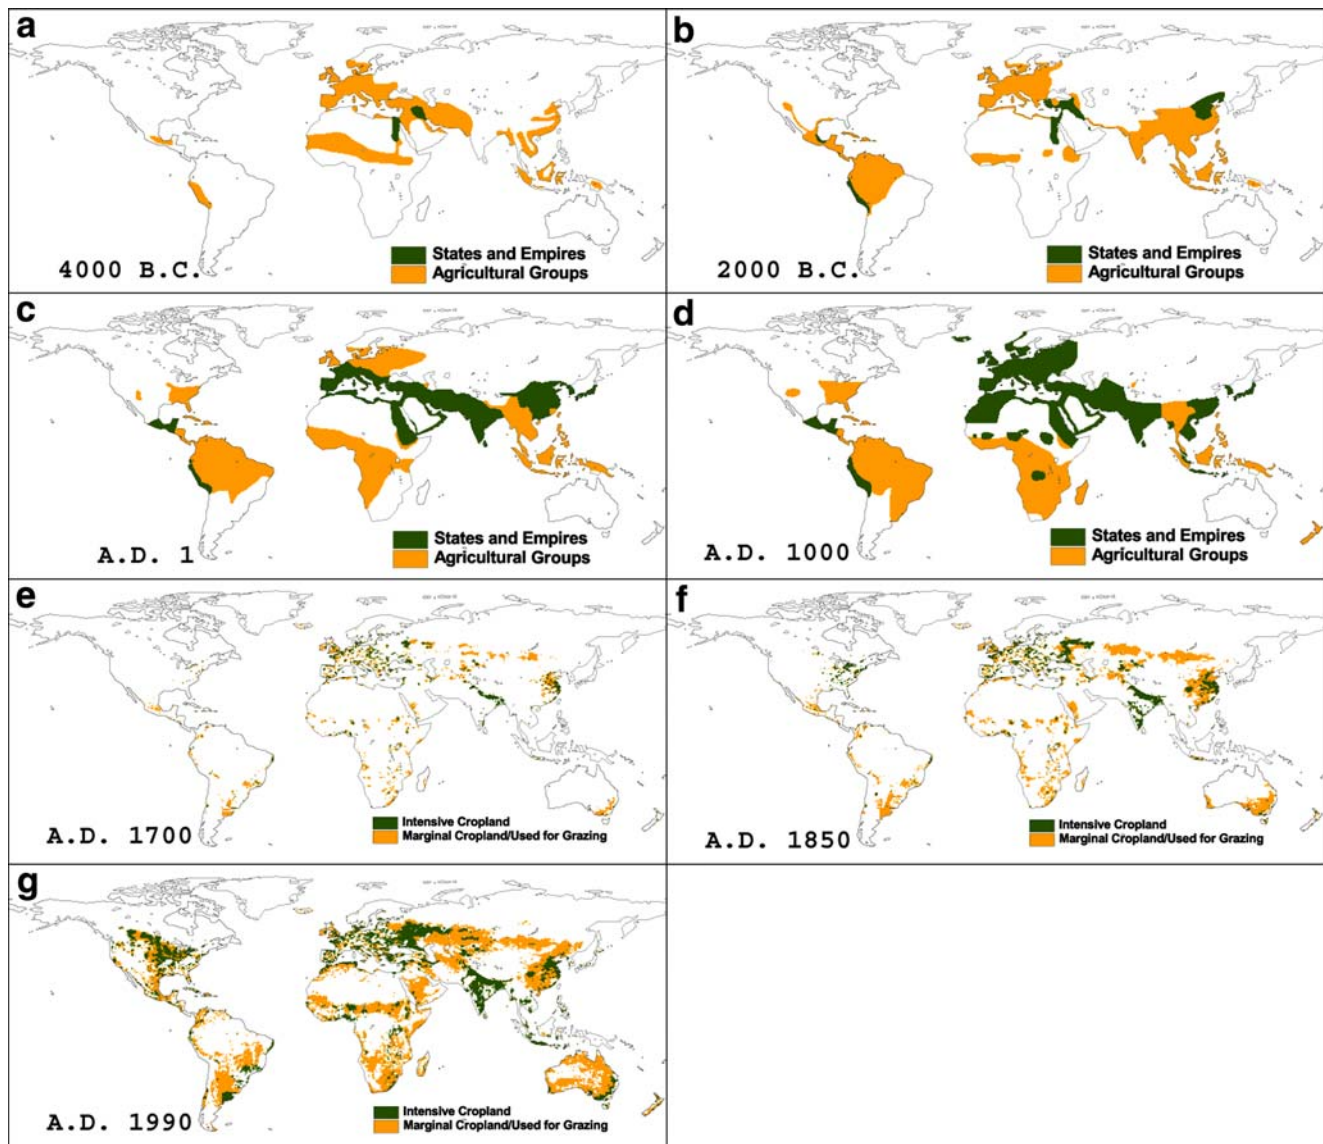 a
States and Empires
Agricultural Groups
4000 B.C.
b
States and Empires
Agricultural Groups
2000 B.C.
c
States and Empires
Agricultural Groups
A.D. 1
d
States and Empires
Agricultural Groups
A.D. 1000
e
Intensive Cropland
Marginal Cropland/Used for Grazing
A.D. 1700
f
Intensive Cropland
Marginal Cropland/Used for Grazing
A.D. 1850
g
Intensive Cropland
Marginal Cropland/Used for Grazing
A.D. 1990